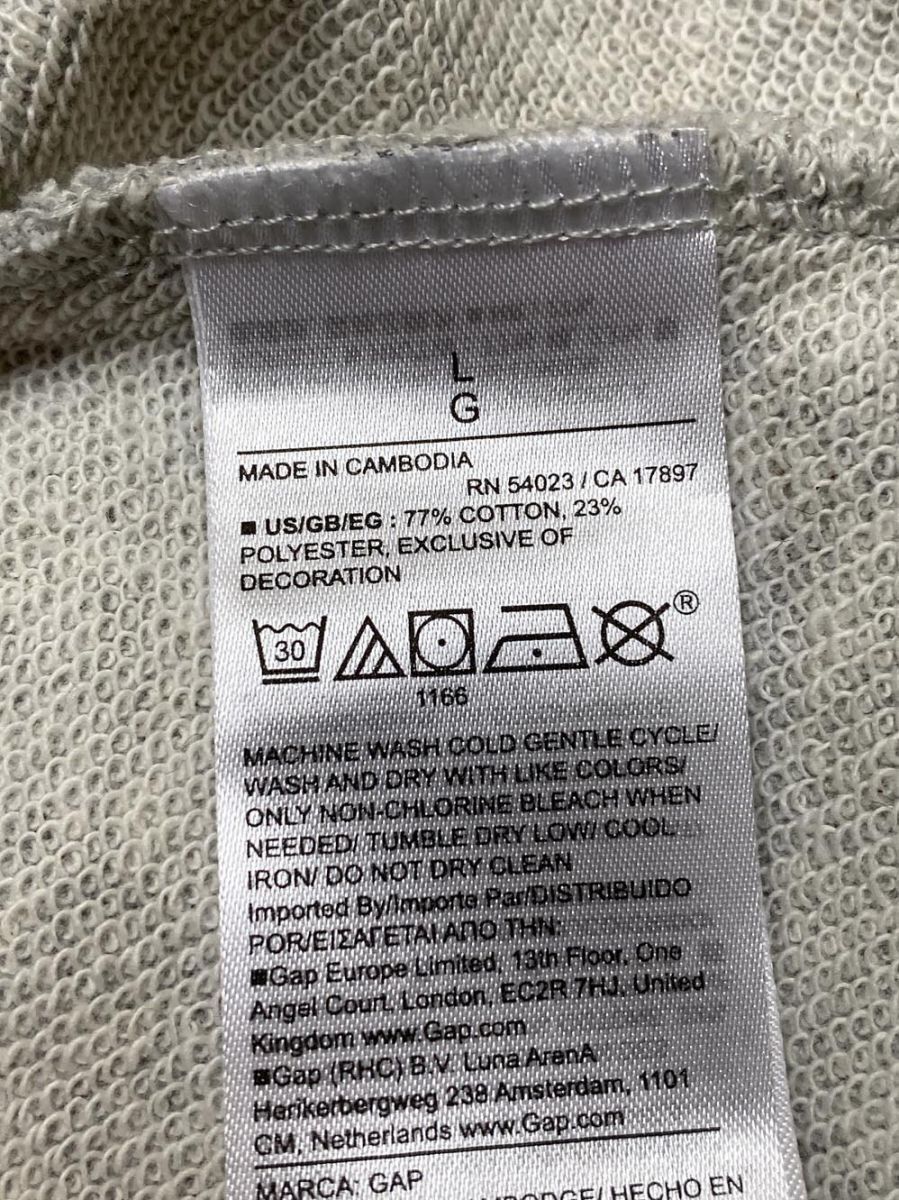 L
G
MADE IN CAMBODIA
RN 54023 / CA 17897
■ US/GB/EG : 77% COTTON, 23%
POLYESTER, EXCLUSIVE OF
DECORATION
30
®
1166
MACHINE WASH COLD GENTLE CYCLE/
WASH AND DRY WITH LIKE COLORS/
ONLY NON-CHLORINE BLEACH WHEN
NEEDED/ TUMBLE DRY LOW/ COOL
IRON/ DO NOT DRY CLEAN
Imported By/Importe Par/DISTRIBUIDO
POR/ΕΙΣΑΓΕΤΑΙ ΑΠΟ ΤΗΝ:
■Gap Europe Limited, 13th Floor, One
Angel Court, London, EC2R 7HJ, United
Kingdom www.Gap.com
■Gap (RHC) B.V. Luna ArenA
Herikerbergweg 238 Amsterdam, 1101
CM, Netherlands www.Gap.com
MARCA: GAP
HECHO EN